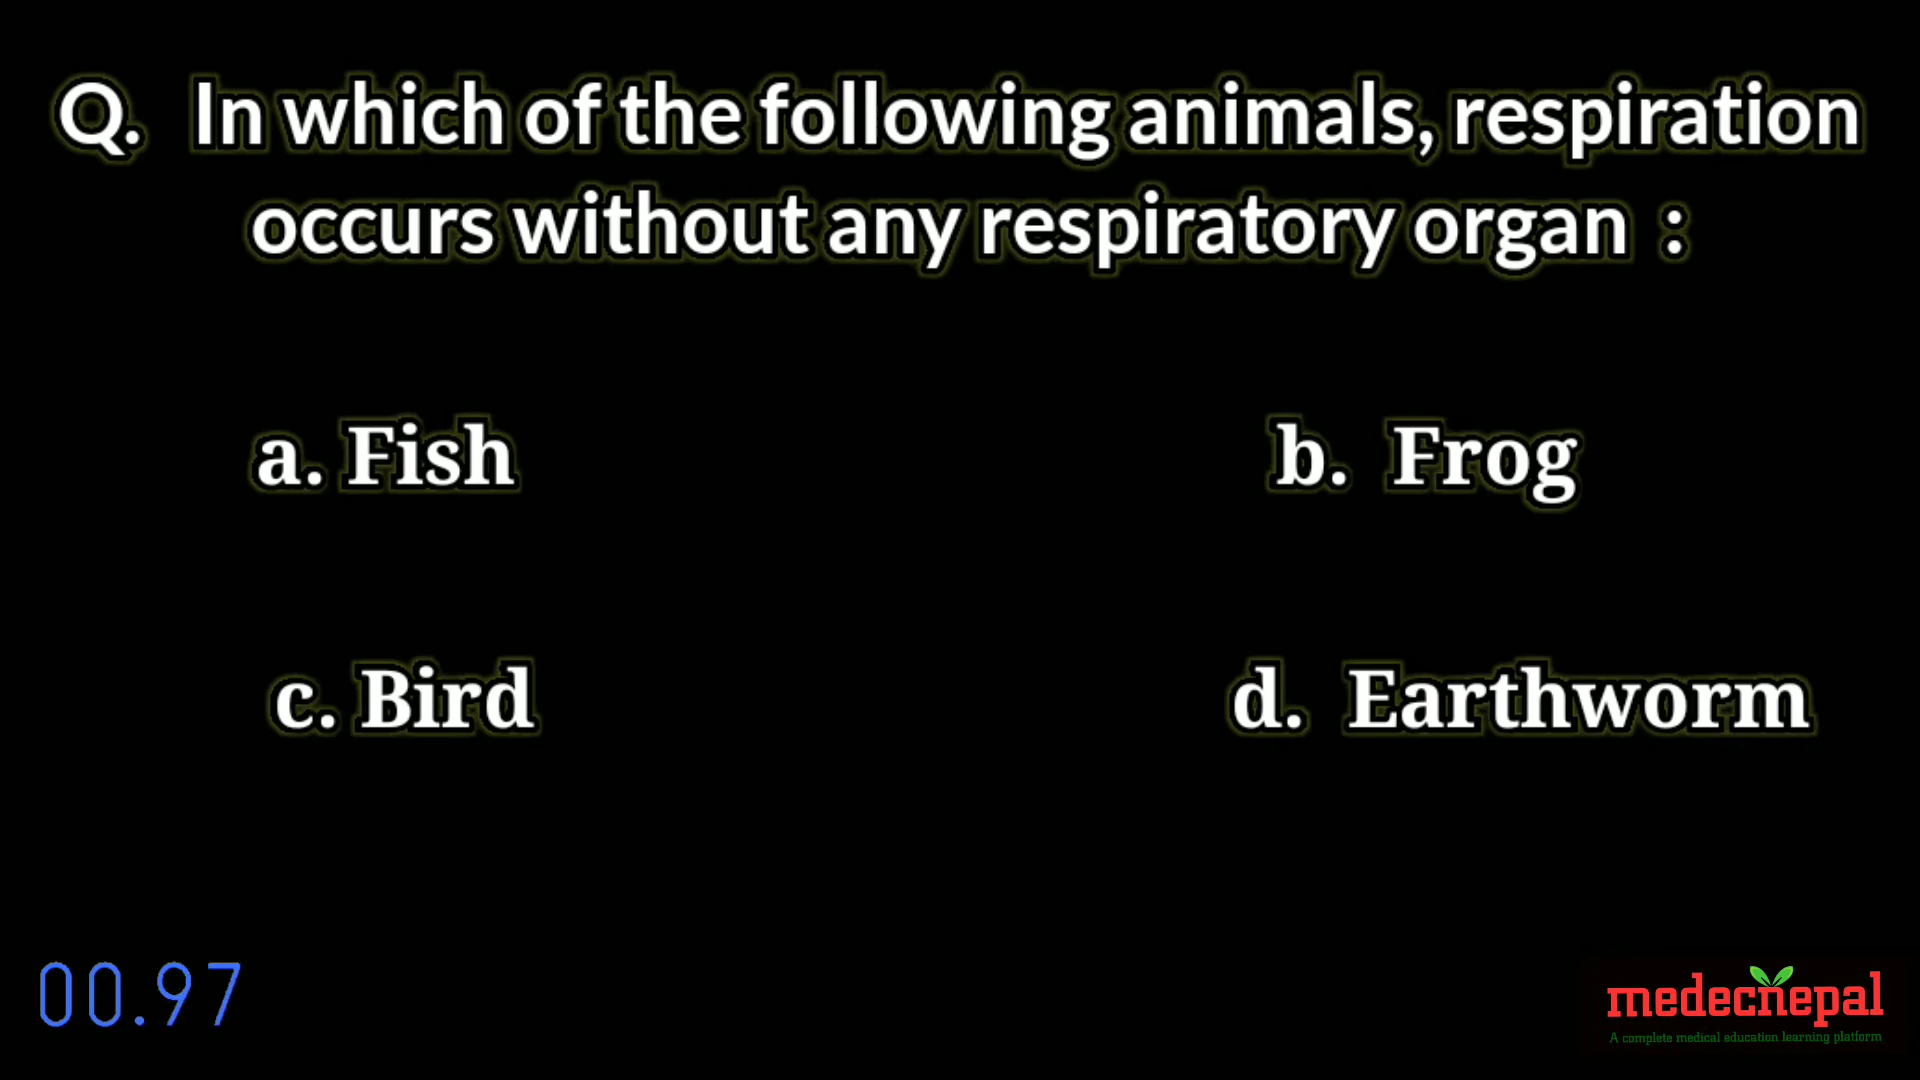 Q. In which of the following animals, respiration
occurs without any respiratory organ :
a. Fish
b. Frog
c. Bird
d. Earthworm
00.97
medecnepal
A complete medical education learning platform